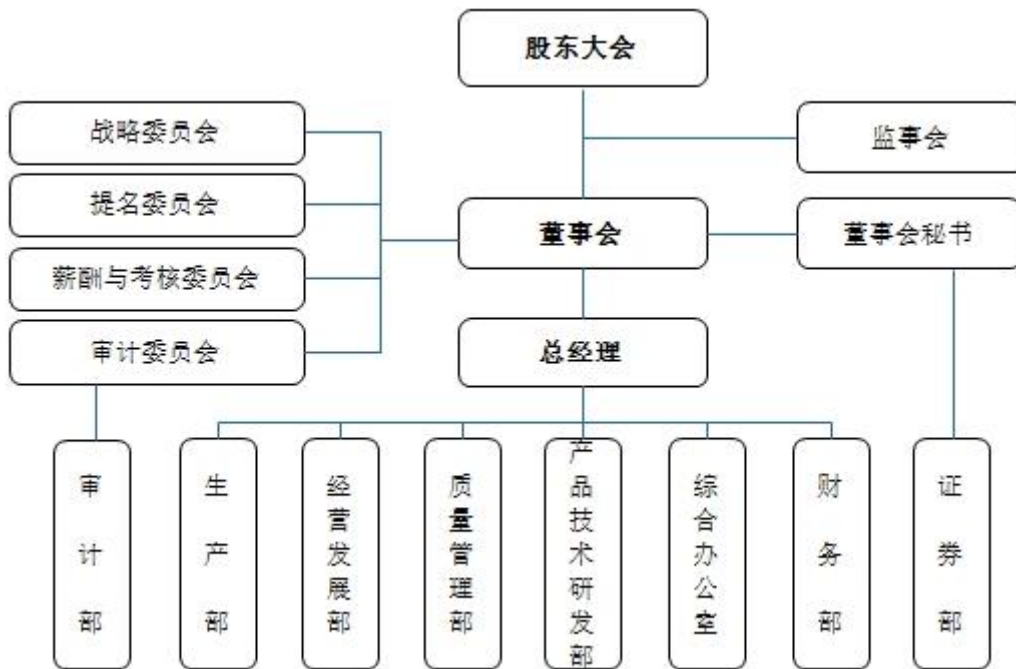 股东大会
战略委员会
监事会
提名委员会
董事会
董事会秘书
薪酬与考核委员会
审计委员会
总经理
审计部
生产部
经营发展部
质量管理部
产品技术研发部
综合办公室
财务部
证券部